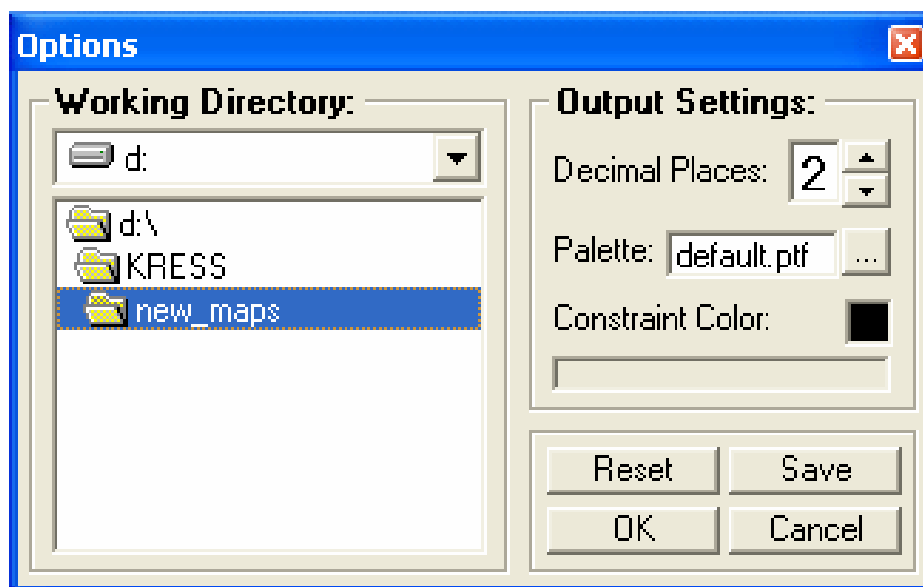 Options
Working Directory:
d:
d:\
KRESS
new_maps
Output Settings:
Decimal Places: 2
Palette: default.ptf ...
Constraint Color:
Reset Save
OK Cancel